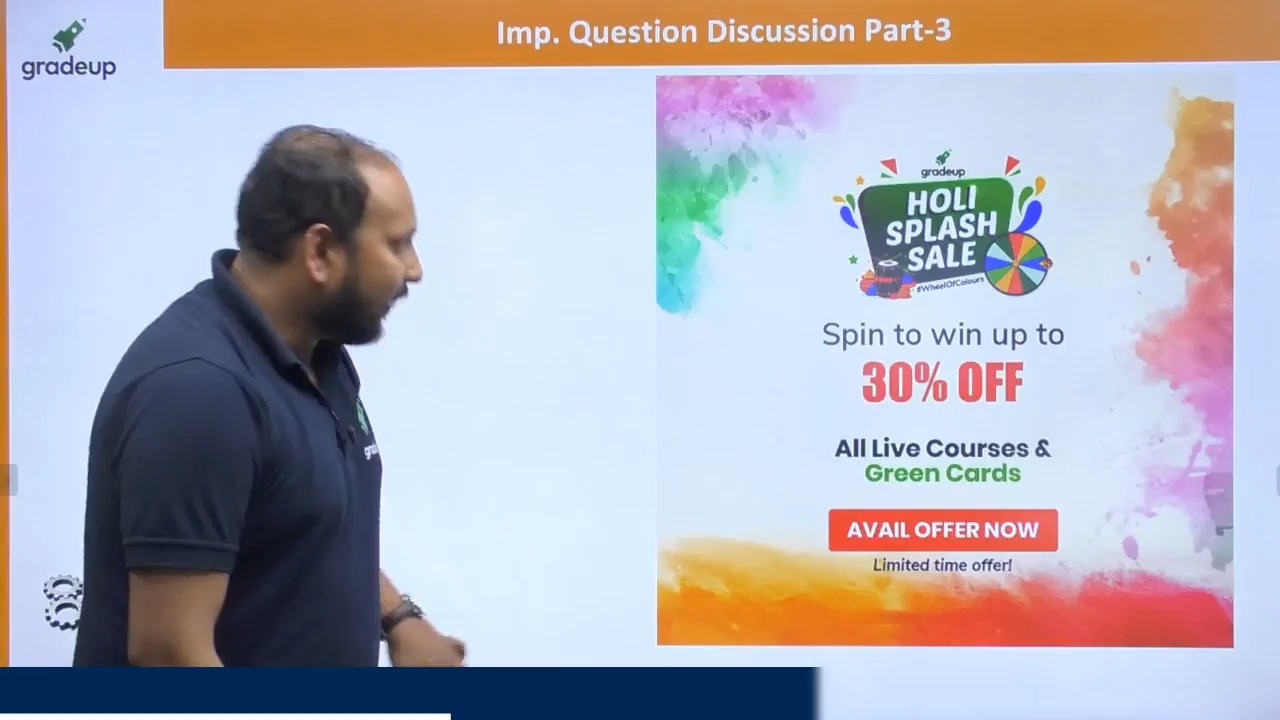 gradeup
Imp. Question Discussion Part-3
gradeup
HOLI
SPLASH
SALE
#WheelOfColours
Spin to win up to
30% OFF
All Live Courses &
Green Cards
AVAIL OFFER NOW
Limited time offer!